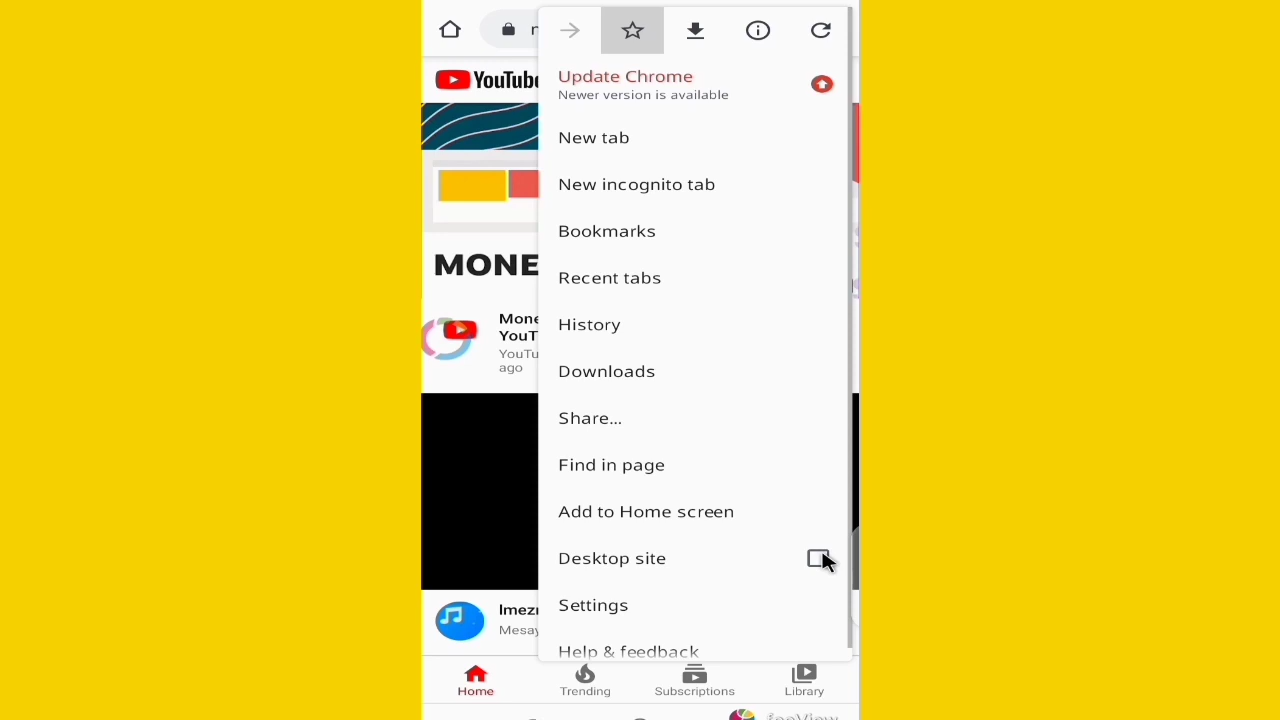 YouTube
Update Chrome
Newer version is available
New tab
New incognito tab
Bookmarks
MONE
Recent tabs
Mone
YouT
YouTu
ago
History
Downloads
Share...
Find in page
Add to Home screen
Desktop site
Settings
Mesay
Help & feedback
Home
Trending
Subscriptions
Library